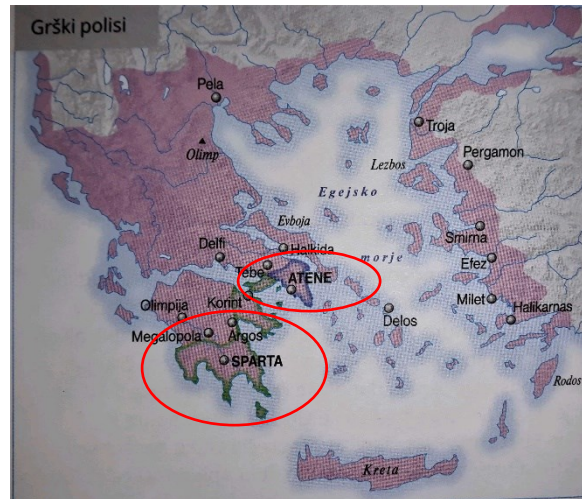 Grški polisi
Pela
Troja
Olimp
Lezbos
Pergamon
Egejsko
Evboja
Smirna
Delfi
Halkida
morje
Tebe
ATENE
Efez
Olimpija
Korint
Milet
Delos
Halikarnas
Megalopola
Argos
SPARTA
Rodos
Kreta